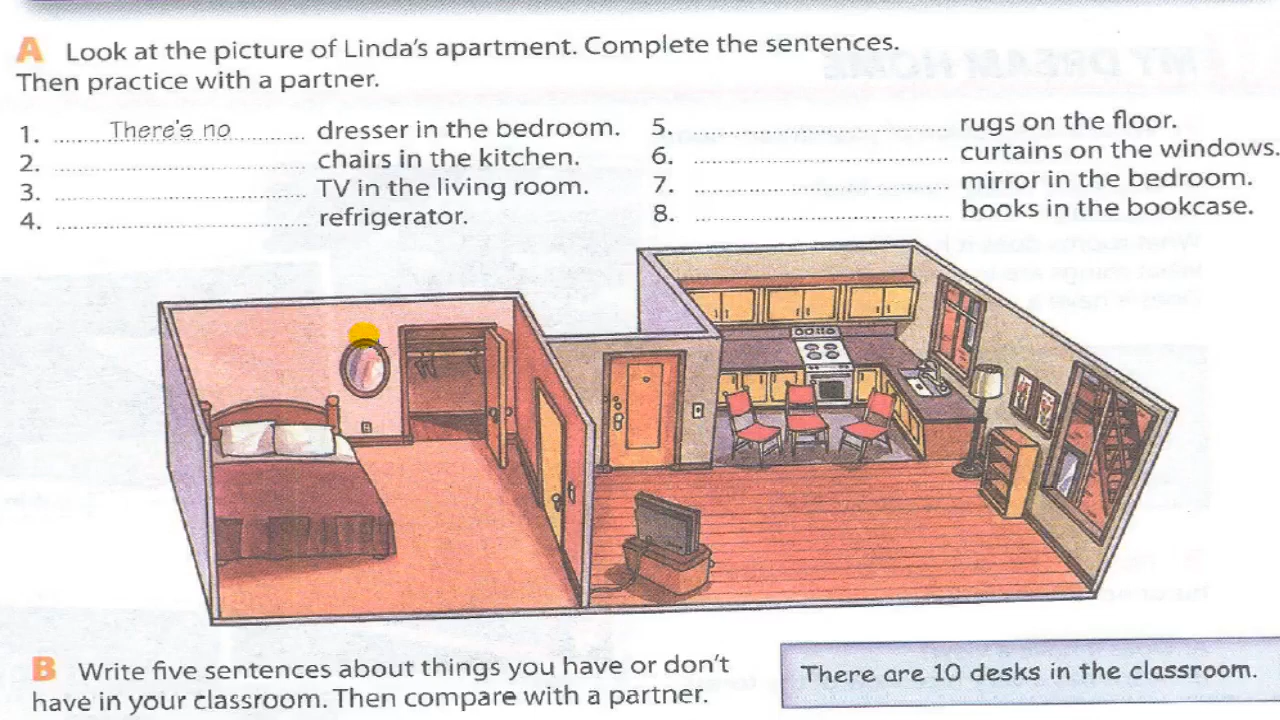 A Look at the picture of Linda's apartment. Complete the sentences.
Then practice with a partner.
1. There's no dresser in the bedroom.
2. chairs in the kitchen.
3. TV in the living room.
4. refrigerator.
5. rugs on the floor.
6. curtains on the windows.
7. mirror in the bedroom.
8. books in the bookcase.
B Write five sentences about things you have or don't
have in your classroom. Then compare with a partner.
There are 10 desks in the classroom.